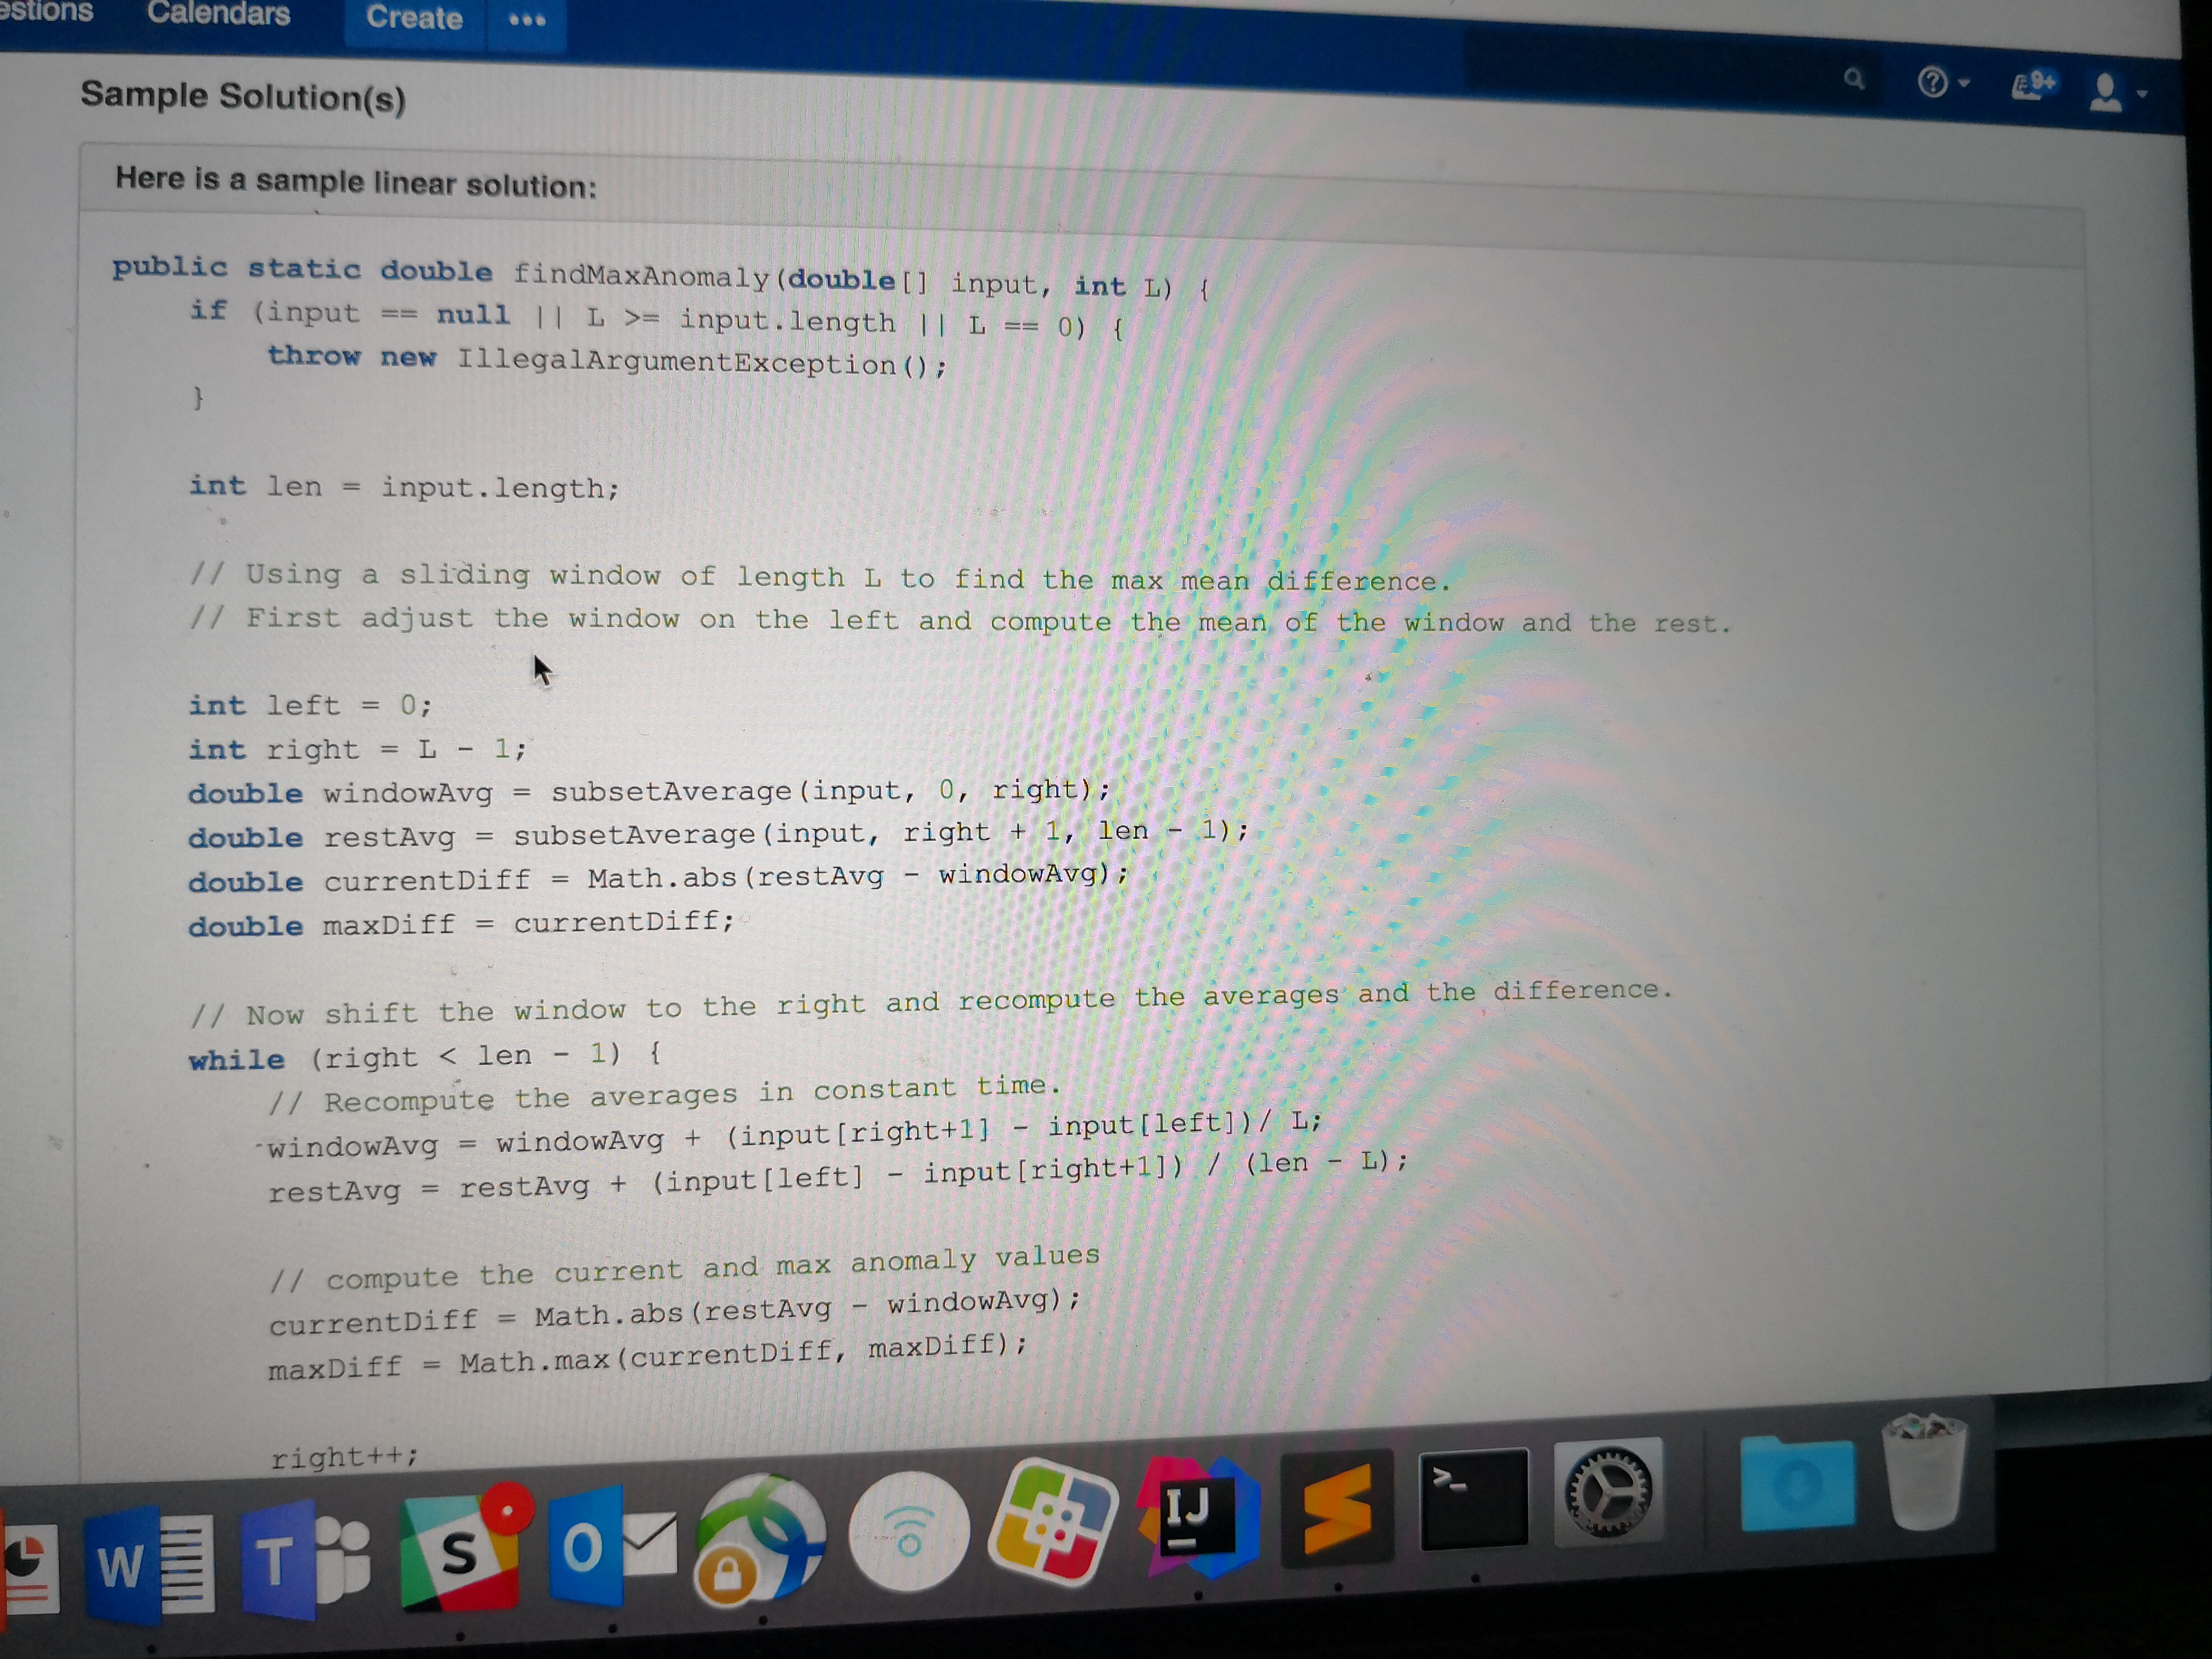 estions Calendars Create •••
9+
Sample Solution(s)
Here is a sample linear solution:
public static double findMaxAnomaly(double[] input, int L) {
    if (input == null || L >= input.length || L == 0) {
        throw new IllegalArgumentException();
    }
    int len = input.length;
    // Using a sliding window of length L to find the max mean difference.
    // First adjust the window on the left and compute the mean of the window and the rest.
    int left = 0;
    int right = L - 1;
    double windowAvg = subsetAverage(input, 0, right);
    double restAvg = subsetAverage(input, right + 1, len - 1);
    double currentDiff = Math.abs(restAvg - windowAvg);
    double maxDiff = currentDiff;
    // Now shift the window to the right and recompute the averages and the difference.
    while (right < len - 1) {
        // Recompute the averages in constant time.
        windowAvg = windowAvg + (input[right+1] - input[left])/ L;
        restAvg = restAvg + (input[left] - input[right+1]) / (len - L);
        // compute the current and max anomaly values
        currentDiff = Math.abs(restAvg - windowAvg);
        maxDiff = Math.max(currentDiff, maxDiff);
        right++;
W T S O IJ >_